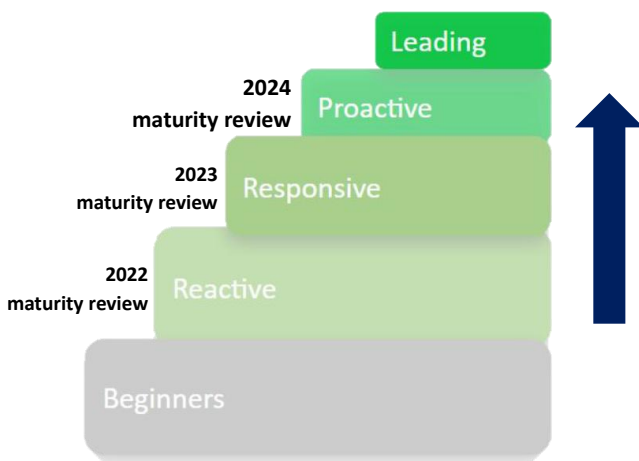 Leading
2024
maturity review
Proactive
2023
maturity review
Responsive
2022
maturity review
Reactive
Beginners